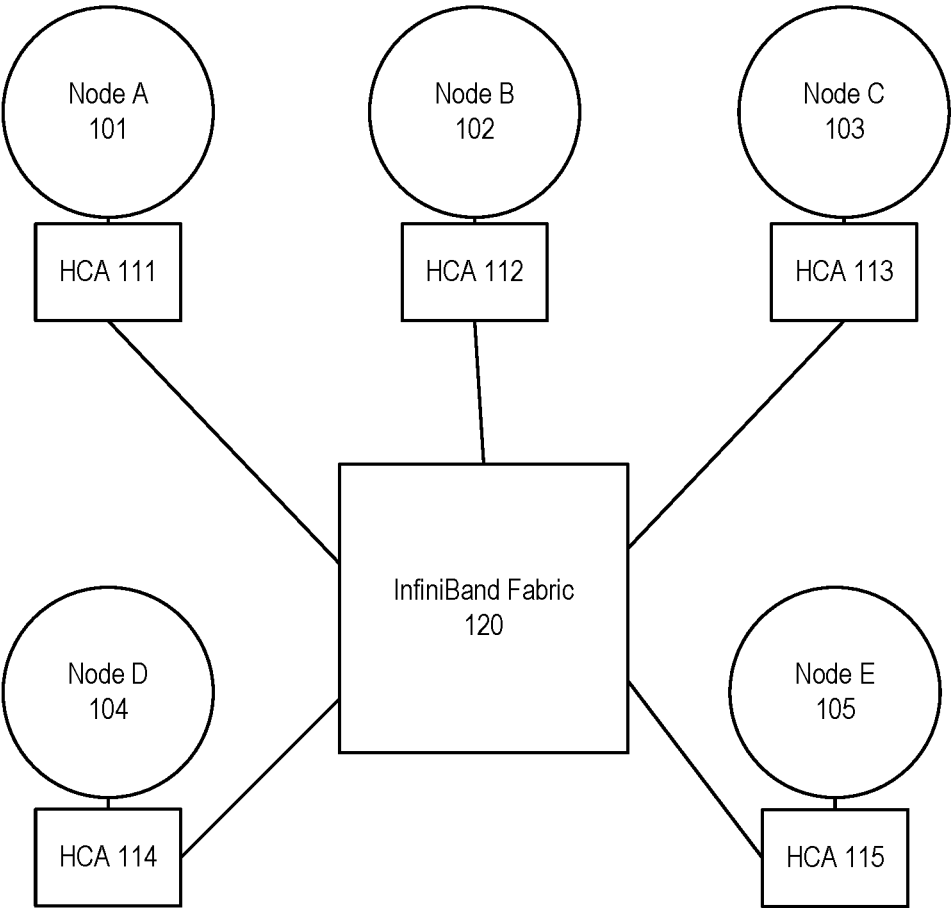 Node A
101
Node B
102
Node C
103
HCA 111
HCA 112
HCA 113
InfiniBand Fabric
120
Node D
104
Node E
105
HCA 114
HCA 115